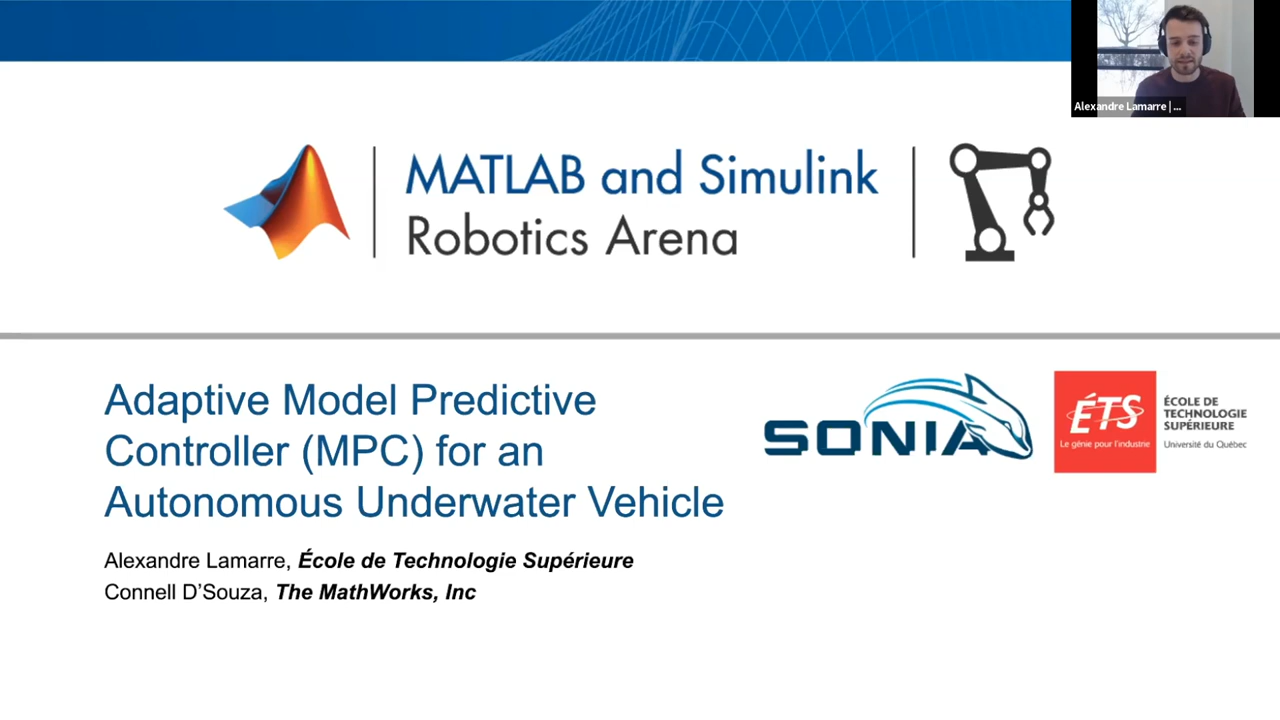 Alexandre Lamarre | ...
MATLAB and Simulink
Robotics Arena
Adaptive Model Predictive
Controller (MPC) for an
Autonomous Underwater Vehicle
SONIA
ÉTS
Le génie pour l'industrie
ÉCOLE DE
TECHNOLOGIE
SUPÉRIEURE
Université du Québec
Alexandre Lamarre, École de Technologie Supérieure
Connell D'Souza, The MathWorks, Inc